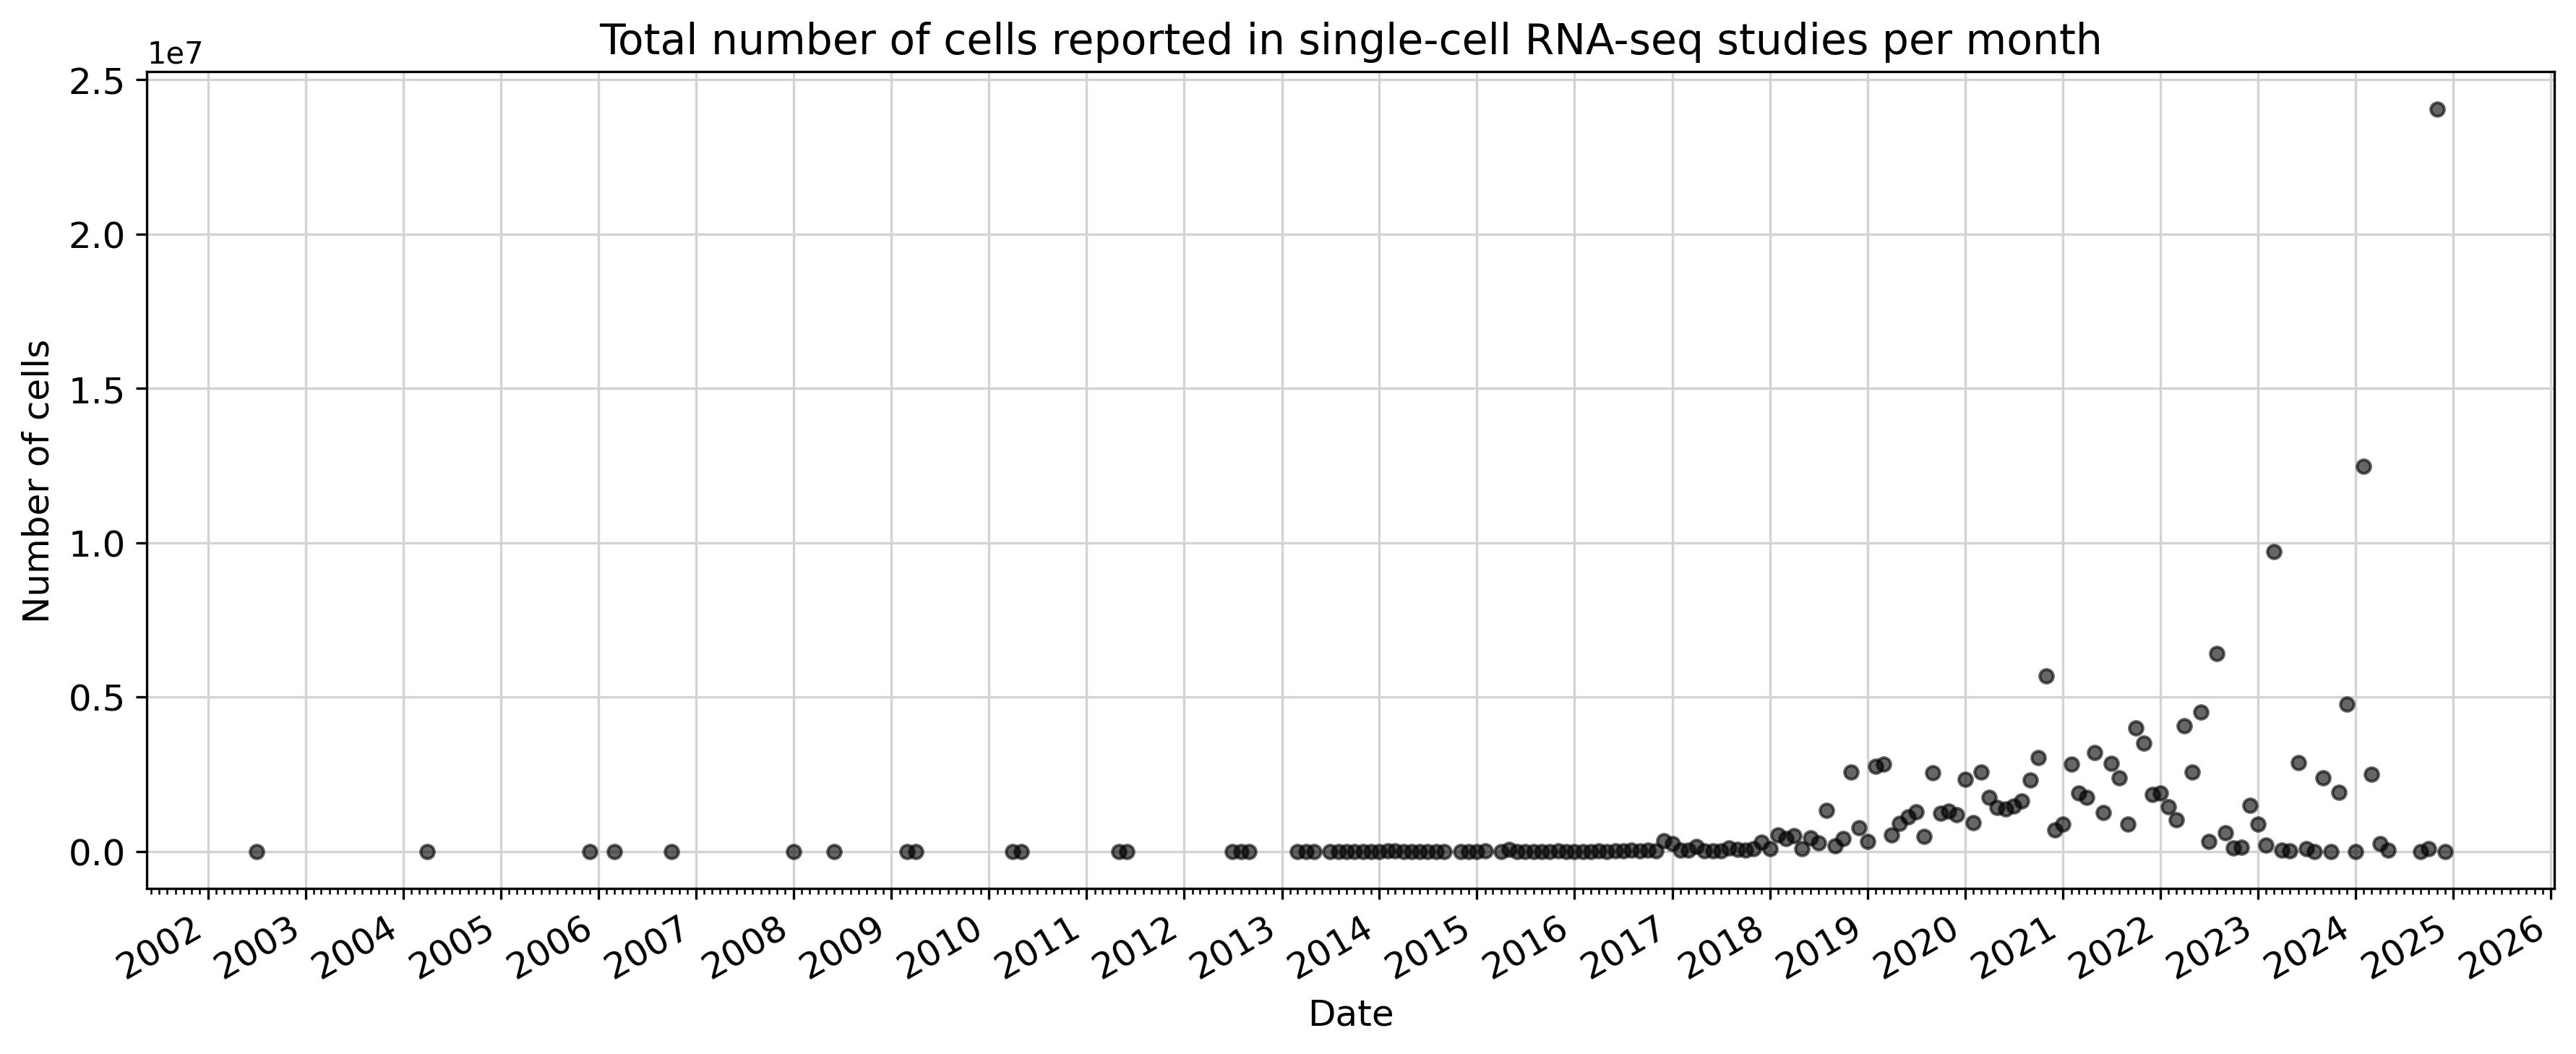 Total number of cells reported in single-cell RNA-seq studies per month
1e7
2.5
2.0
1.5
1.0
0.5
0.0
Number of cells
2002 2003 2004 2005 2006 2007 2008 2009 2010 2011 2012 2013 2014 2015 2016 2017 2018 2019 2020 2021 2022 2023 2024 2025 2026
Date